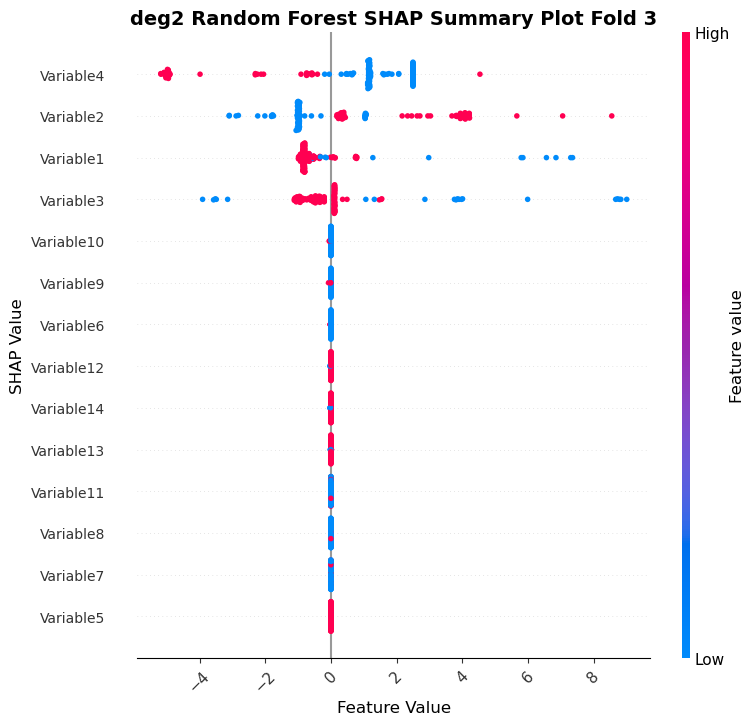 deg2 Random Forest SHAP Summary Plot Fold 3
High
Variable4
Variable2
Variable1
Variable3
Variable10
Variable9
Variable6
Variable12
Variable14
Variable13
Variable11
Variable8
Variable7
Variable5
SHAP Value
Feature value
Low
−4
−2
0
2
4
6
8
Feature Value